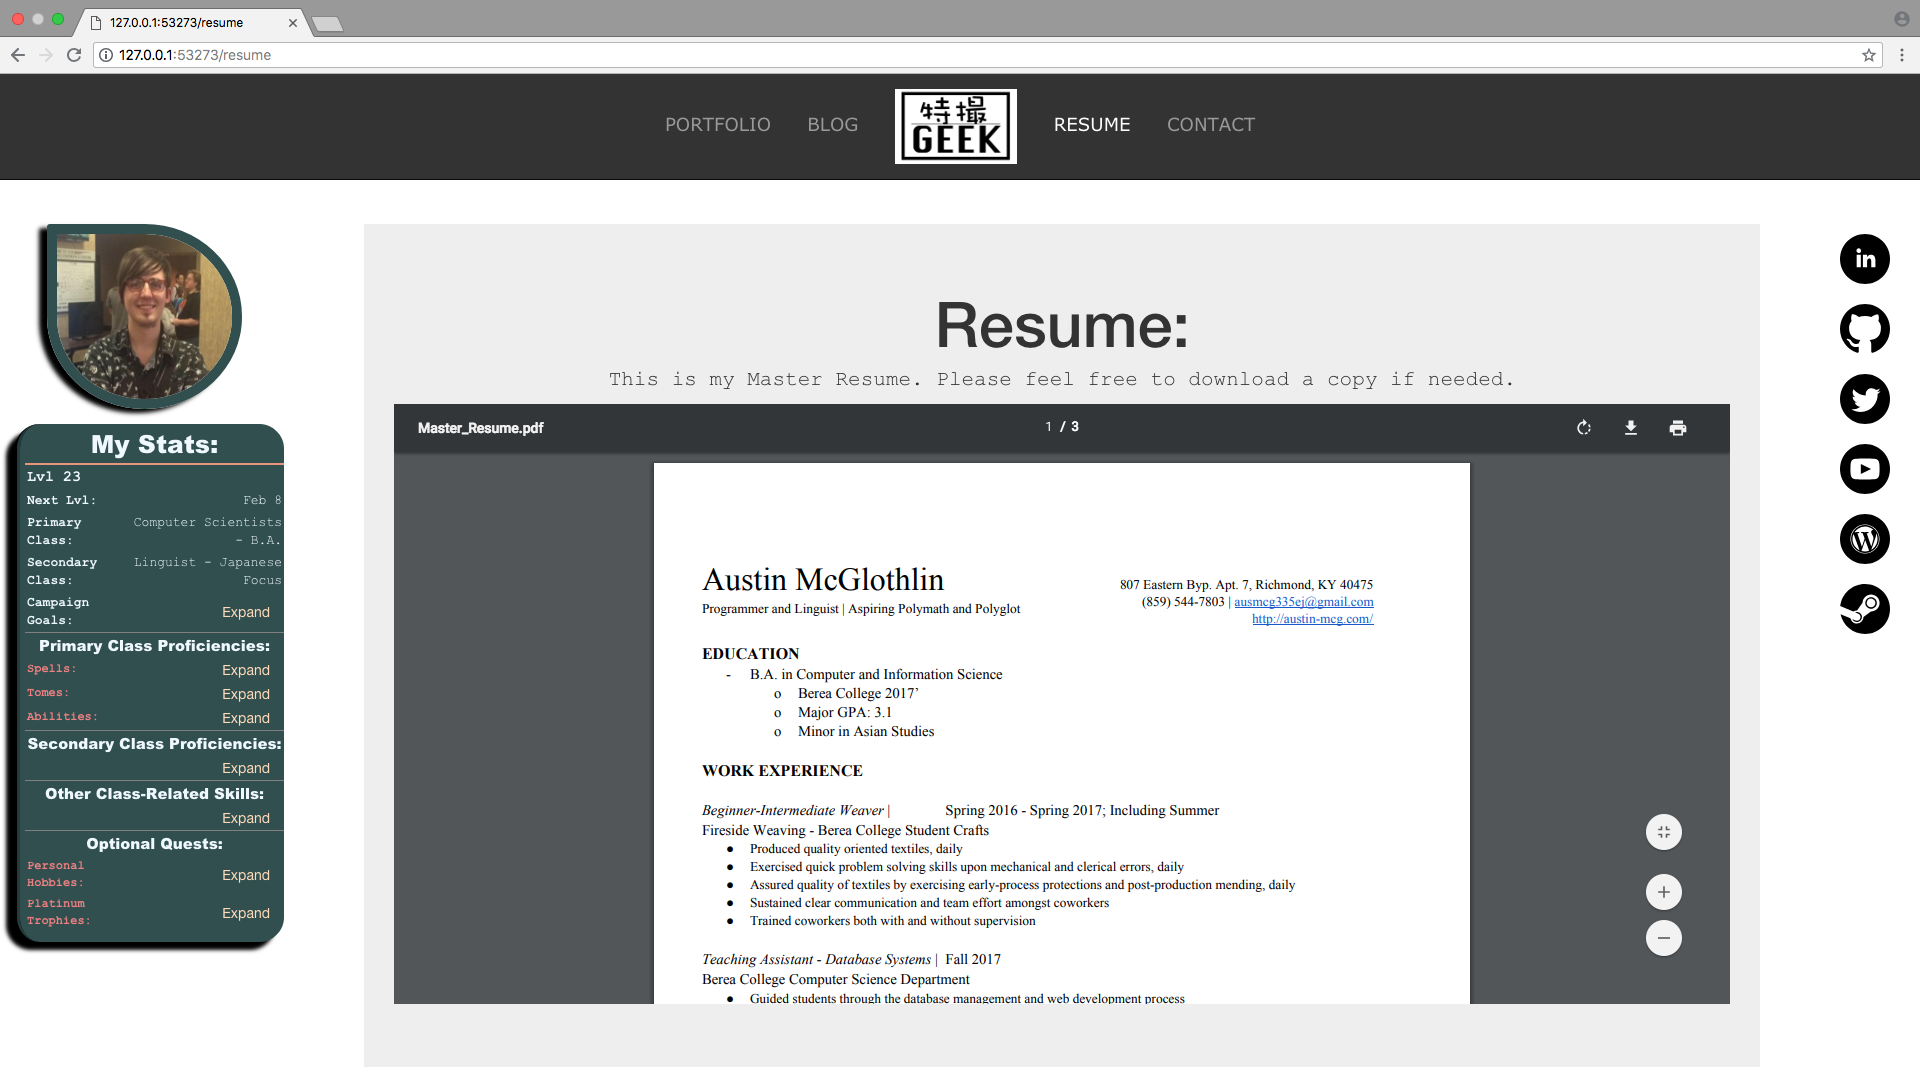 127.0.0.1:53273/resume
127.0.0.1:53273/resume
PORTFOLIO
BLOG
特撮
GEEK
RESUME
CONTACT
My Stats:
Lvl 23
Next Lvl: Feb 8
Primary Class: Computer Scientists - B.A.
Secondary Class: Linguist - Japanese Focus
Campaign Goals: Expand
Primary Class Proficiencies:
Spells: Expand
Tomes: Expand
Abilities: Expand
Secondary Class Proficiencies:
Expand
Other Class-Related Skills:
Expand
Optional Quests:
Personal Hobbies: Expand
Platinum Trophies: Expand
Resume:
This is my Master Resume. Please feel free to download a copy if needed.
Master_Resume.pdf
1 / 3
Austin McGlothlin
Programmer and Linguist | Aspiring Polymath and Polyglot
807 Eastern Byp. Apt. 7, Richmond, KY 40475
(859) 544-7803 | ausmcg335ej@gmail.com
http://austin-mcg.com/
EDUCATION
- B.A. in Computer and Information Science
o Berea College 2017’
o Major GPA: 3.1
o Minor in Asian Studies
WORK EXPERIENCE
Beginner-Intermediate Weaver | Spring 2016 - Spring 2017; Including Summer
Fireside Weaving - Berea College Student Crafts
● Produced quality oriented textiles, daily
● Exercised quick problem solving skills upon mechanical and clerical errors, daily
● Assured quality of textiles by exercising early-process protections and post-production mending, daily
● Sustained clear communication and team effort amongst coworkers
● Trained coworkers both with and without supervision
Teaching Assistant - Database Systems | Fall 2017
Berea College Computer Science Department
● Guided students through the database management and web development process
in